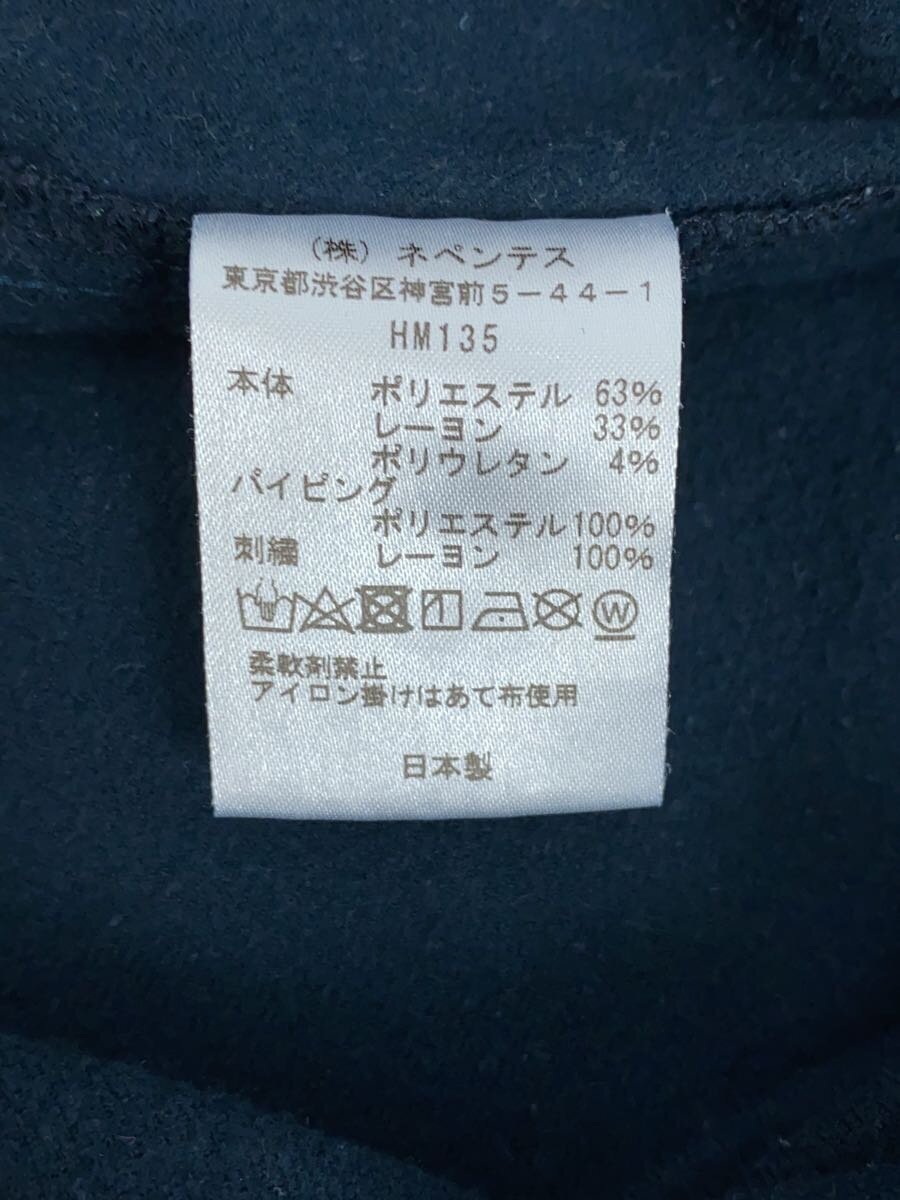 (株) ネペンテス
東京都渋谷区神宮前5-44-1
HM135
本体 ポリエステル 63%
レーヨン 33%
ポリウレタン 4%
パイピング
ポリエステル100%
刺繍 レーヨン 100%
W
柔軟剤禁止
アイロン掛けはあて布使用
日本製